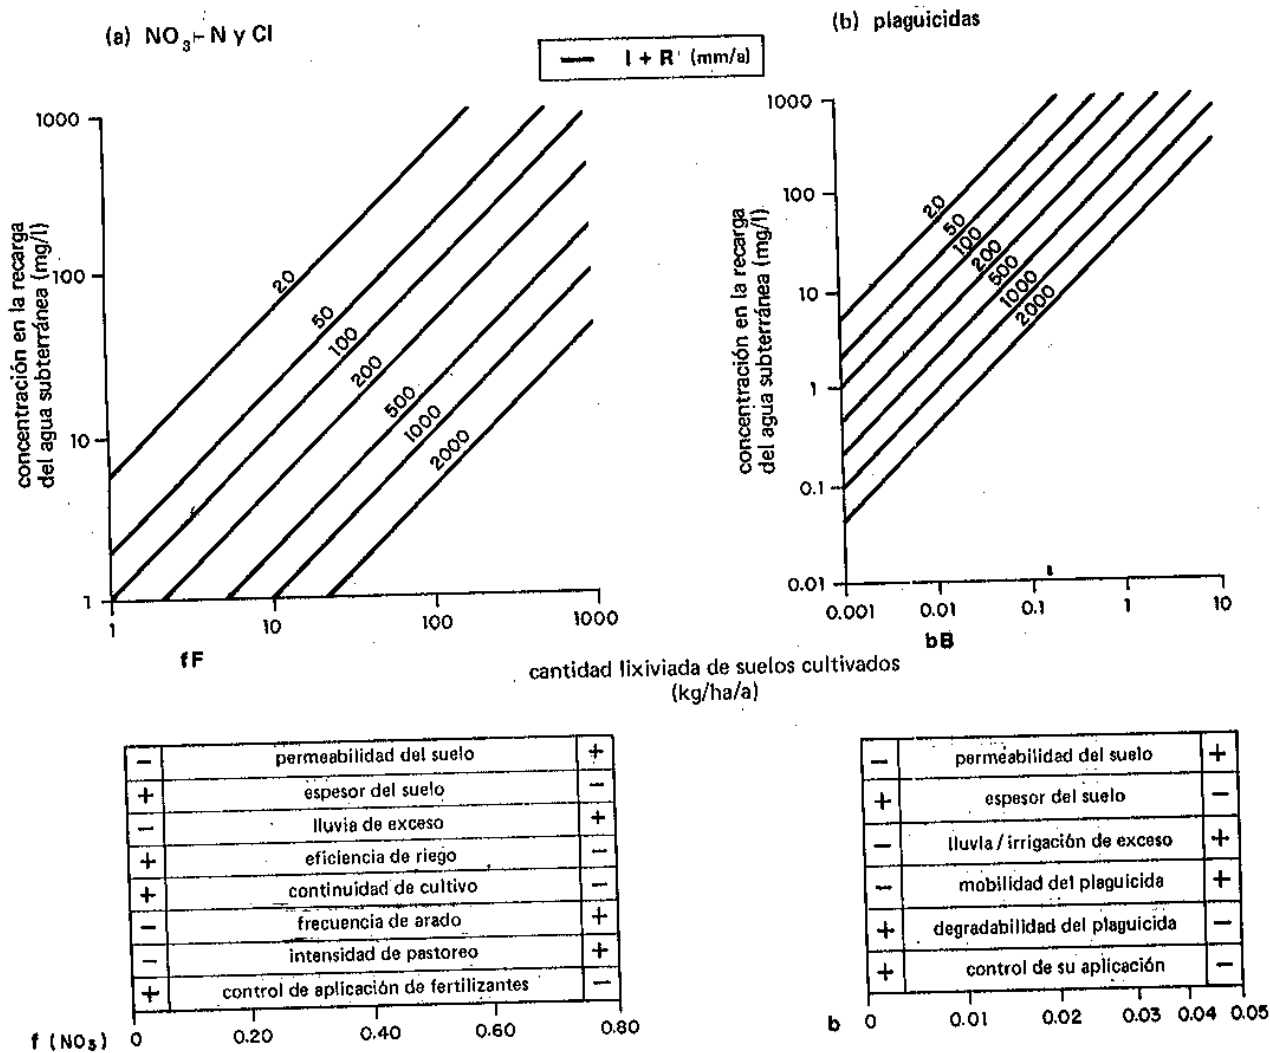 (a) NO₃-N y Cl
(b) plaguicidas
I + R (mm/a)
concentración en la recarga
del agua subterránea (mg/l)
1000
100
10
1
20
50
100
200
500
1000
2000
1
10
100
1000
fF
concentración en la recarga
del agua subterránea (mg/l)
1000
100
10
1
0.1
0.01
20
50
100
200
500
1000
2000
0.001
0.01
0.1
1
10
bB
cantidad lixiviada de suelos cultivados
(kg/ha/a)
− permeabilidad del suelo +
+ espesor del suelo −
− lluvia de exceso +
+ eficiencia de riego −
+ continuidad de cultivo −
− frecuencia de arado +
− intensidad de pastoreo +
+ control de aplicación de fertilizantes −
f (NO₃) 0 0.20 0.40 0.60 0.80
− permeabilidad del suelo +
+ espesor del suelo −
− lluvia / irrigación de exceso +
− mobilidad del plaguicida +
+ degradabilidad del plaguicida −
+ control de su aplicación −
b 0 0.01 0.02 0.03 0.04 0.05